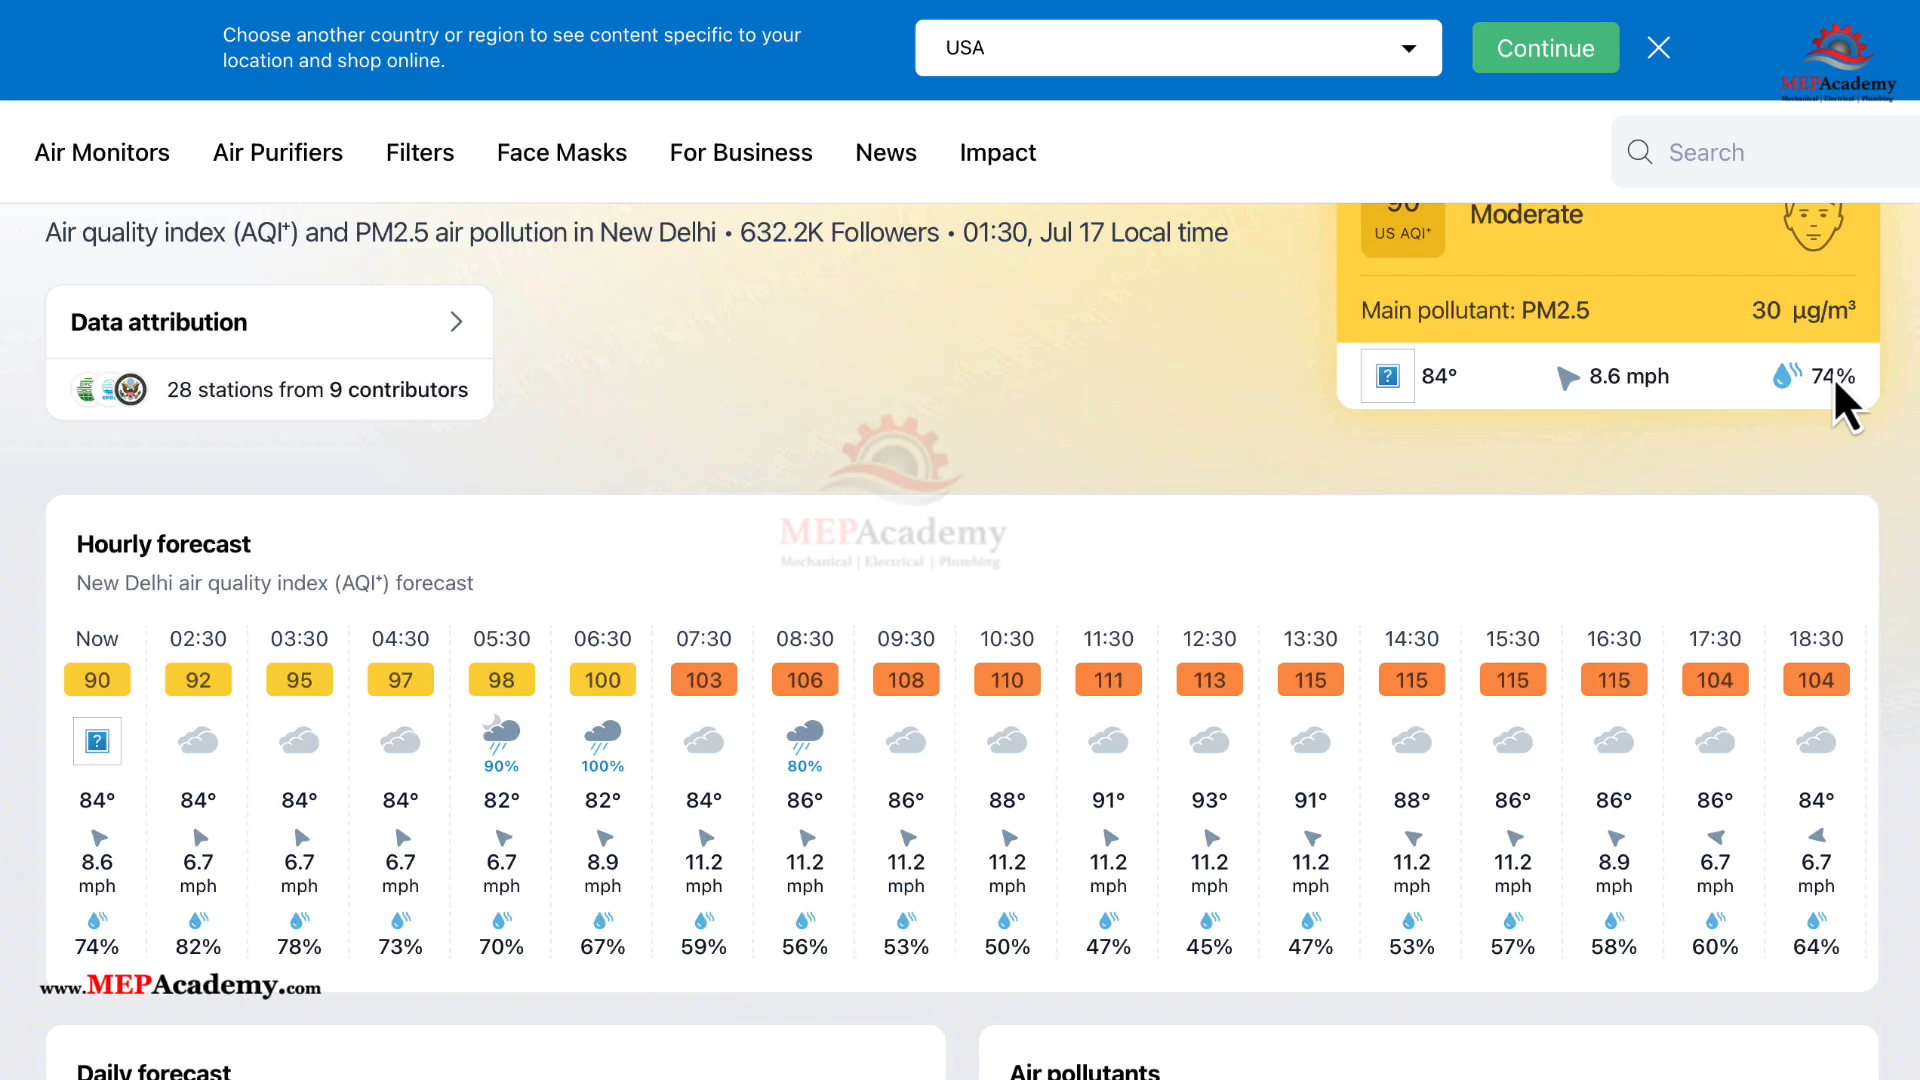 Choose another country or region to see content specific to your
location and shop online.
USA
Continue
MEPAcademy
Mechanical | Electrical | Plumbing
Air Monitors
Air Purifiers
Filters
Face Masks
For Business
News
Impact
Search
Air quality index (AQI⁺) and PM2.5 air pollution in New Delhi • 632.2K Followers • 01:30, Jul 17 Local time
90
US AQI⁺
Moderate
Main pollutant: PM2.5 30 µg/m³
84° 8.6 mph 74%
Data attribution
28 stations from 9 contributors
MEPAcademy
Mechanical | Electrical | Plumbing
Hourly forecast
New Delhi air quality index (AQI⁺) forecast
Now 02:30 03:30 04:30 05:30 06:30 07:30 08:30 09:30 10:30 11:30 12:30 13:30 14:30 15:30 16:30 17:30 18:30
90 92 95 97 98 100 103 106 108 110 111 113 115 115 115 115 104 104
90% 100% 80%
84° 84° 84° 84° 82° 82° 84° 86° 86° 88° 91° 93° 91° 88° 86° 86° 86° 84°
8.6 6.7 6.7 6.7 6.7 8.9 11.2 11.2 11.2 11.2 11.2 11.2 11.2 11.2 11.2 8.9 6.7 6.7
mph mph mph mph mph mph mph mph mph mph mph mph mph mph mph mph mph mph
74% 82% 78% 73% 70% 67% 59% 56% 53% 50% 47% 45% 47% 53% 57% 58% 60% 64%
www.MEPAcademy.com
Daily forecast
Air pollutants